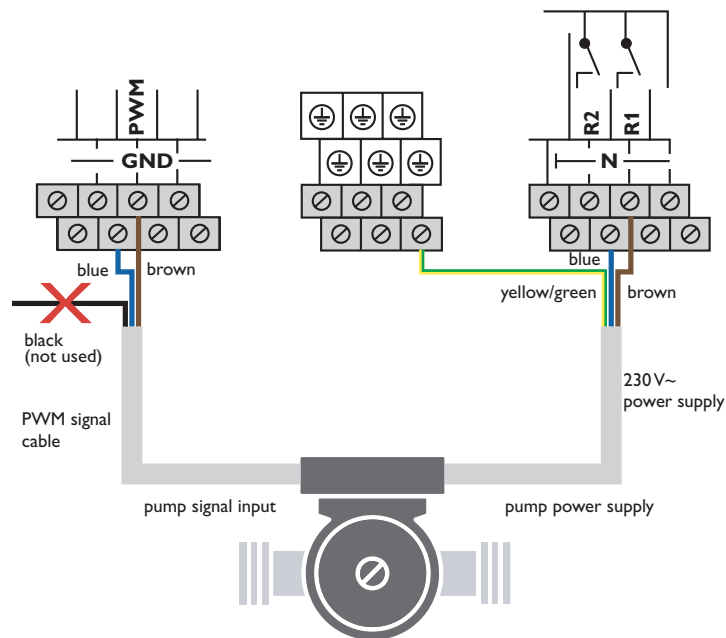 PWM
GND
R2
R1
N
blue
brown
blue
yellow/green
brown
black
(not used)
230 V~
power supply
PWM signal
cable
pump signal input
pump power supply